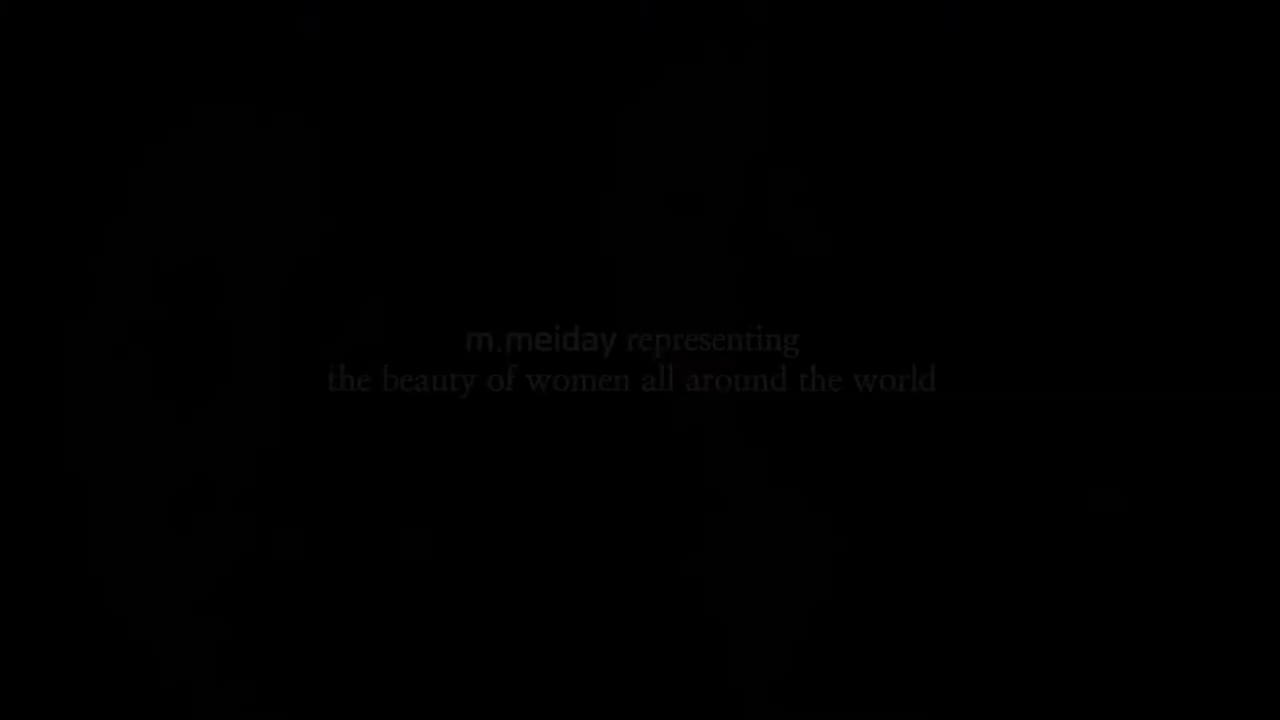 m.meiday representing
the beauty of women all around the world